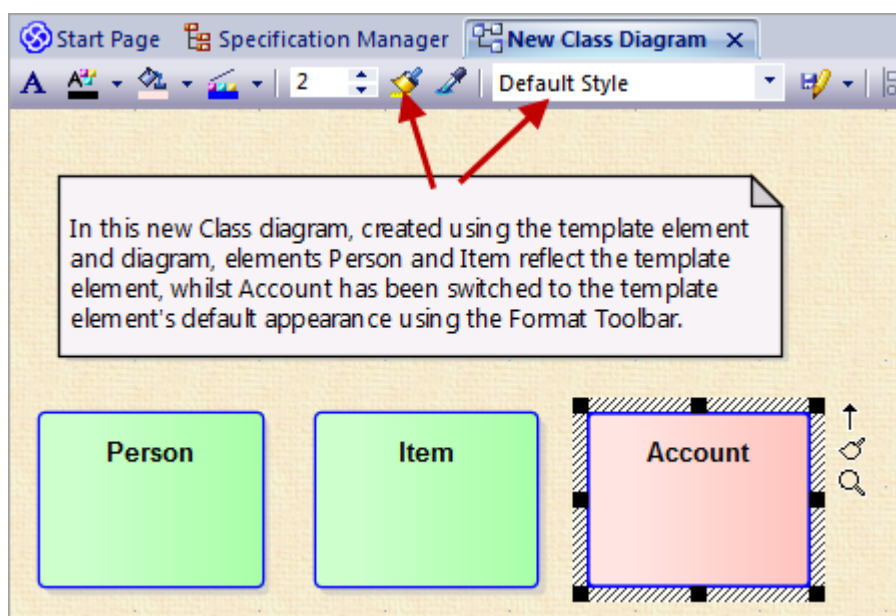 Start Page Specification Manager New Class Diagram x
A 2 Default Style
In this new Class diagram, created using the template element
and diagram, elements Person and Item reflect the template
element, whilst Account has been switched to the template
element's default appearance using the Format Toolbar.
Person Item Account